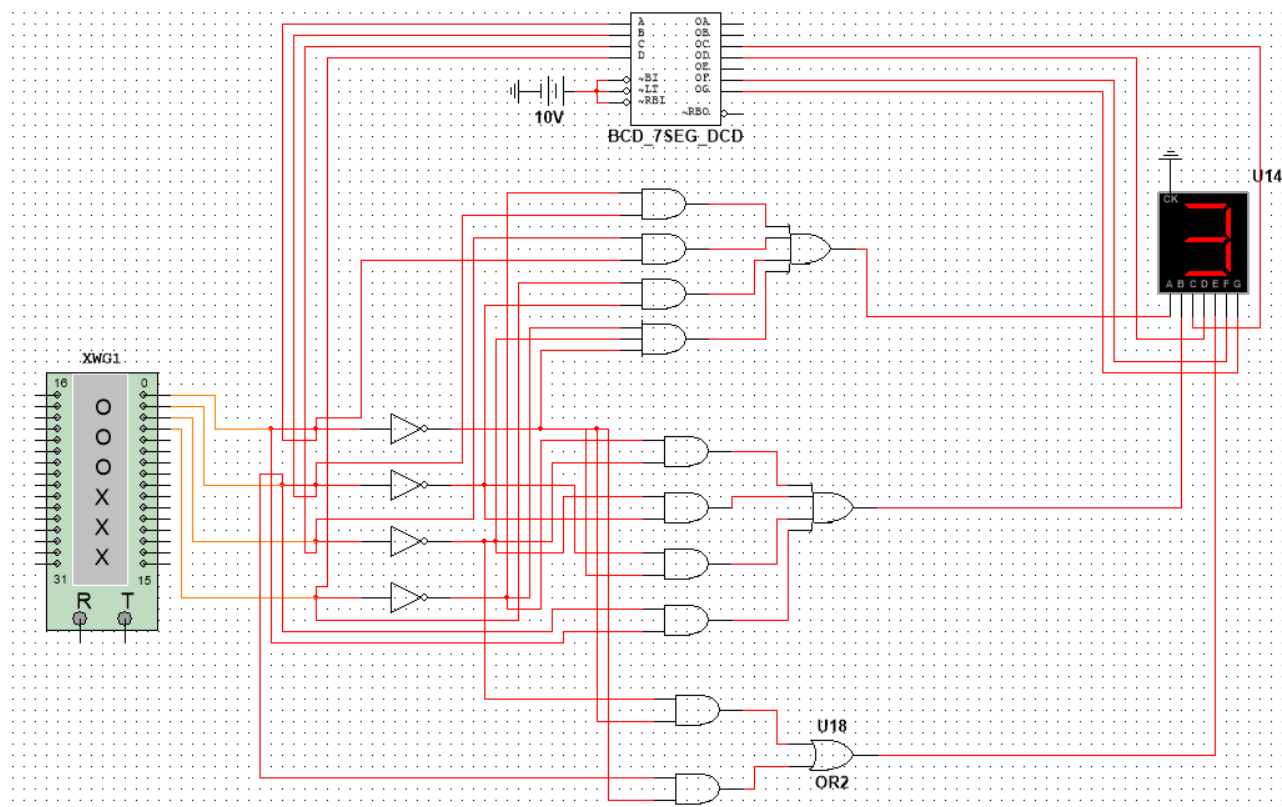 A OA
B OB
C OC
D OD
OE
~BI OF
~LT OG
~RBI
~RBO
10V
BCD_7SEG_DCD
U14
CK
3
A B C D E F G
XWG1
16 0
O
O
O
X
X
X
31 15
R T
U18
OR2